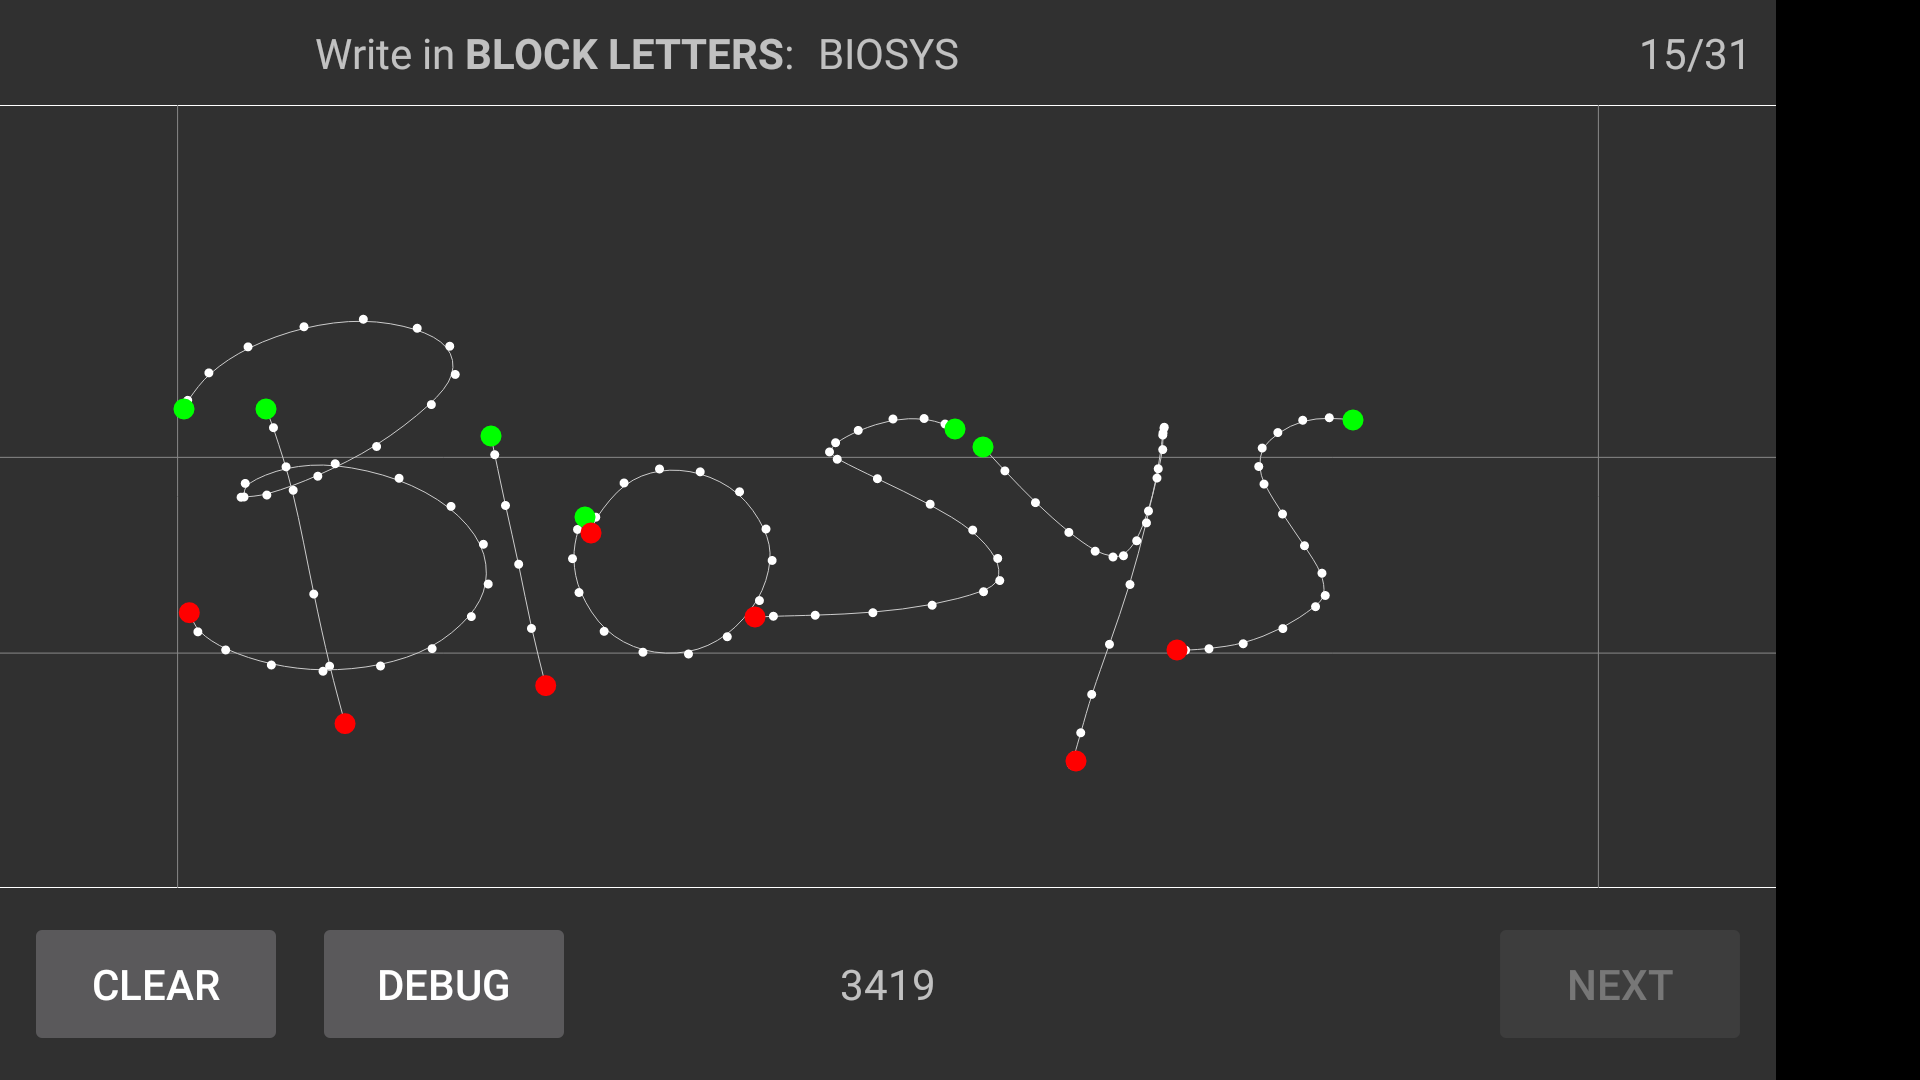 Write in BLOCK LETTERS: BIOSYS 15/31
BIOSYS
CLEAR DEBUG 3419 NEXT